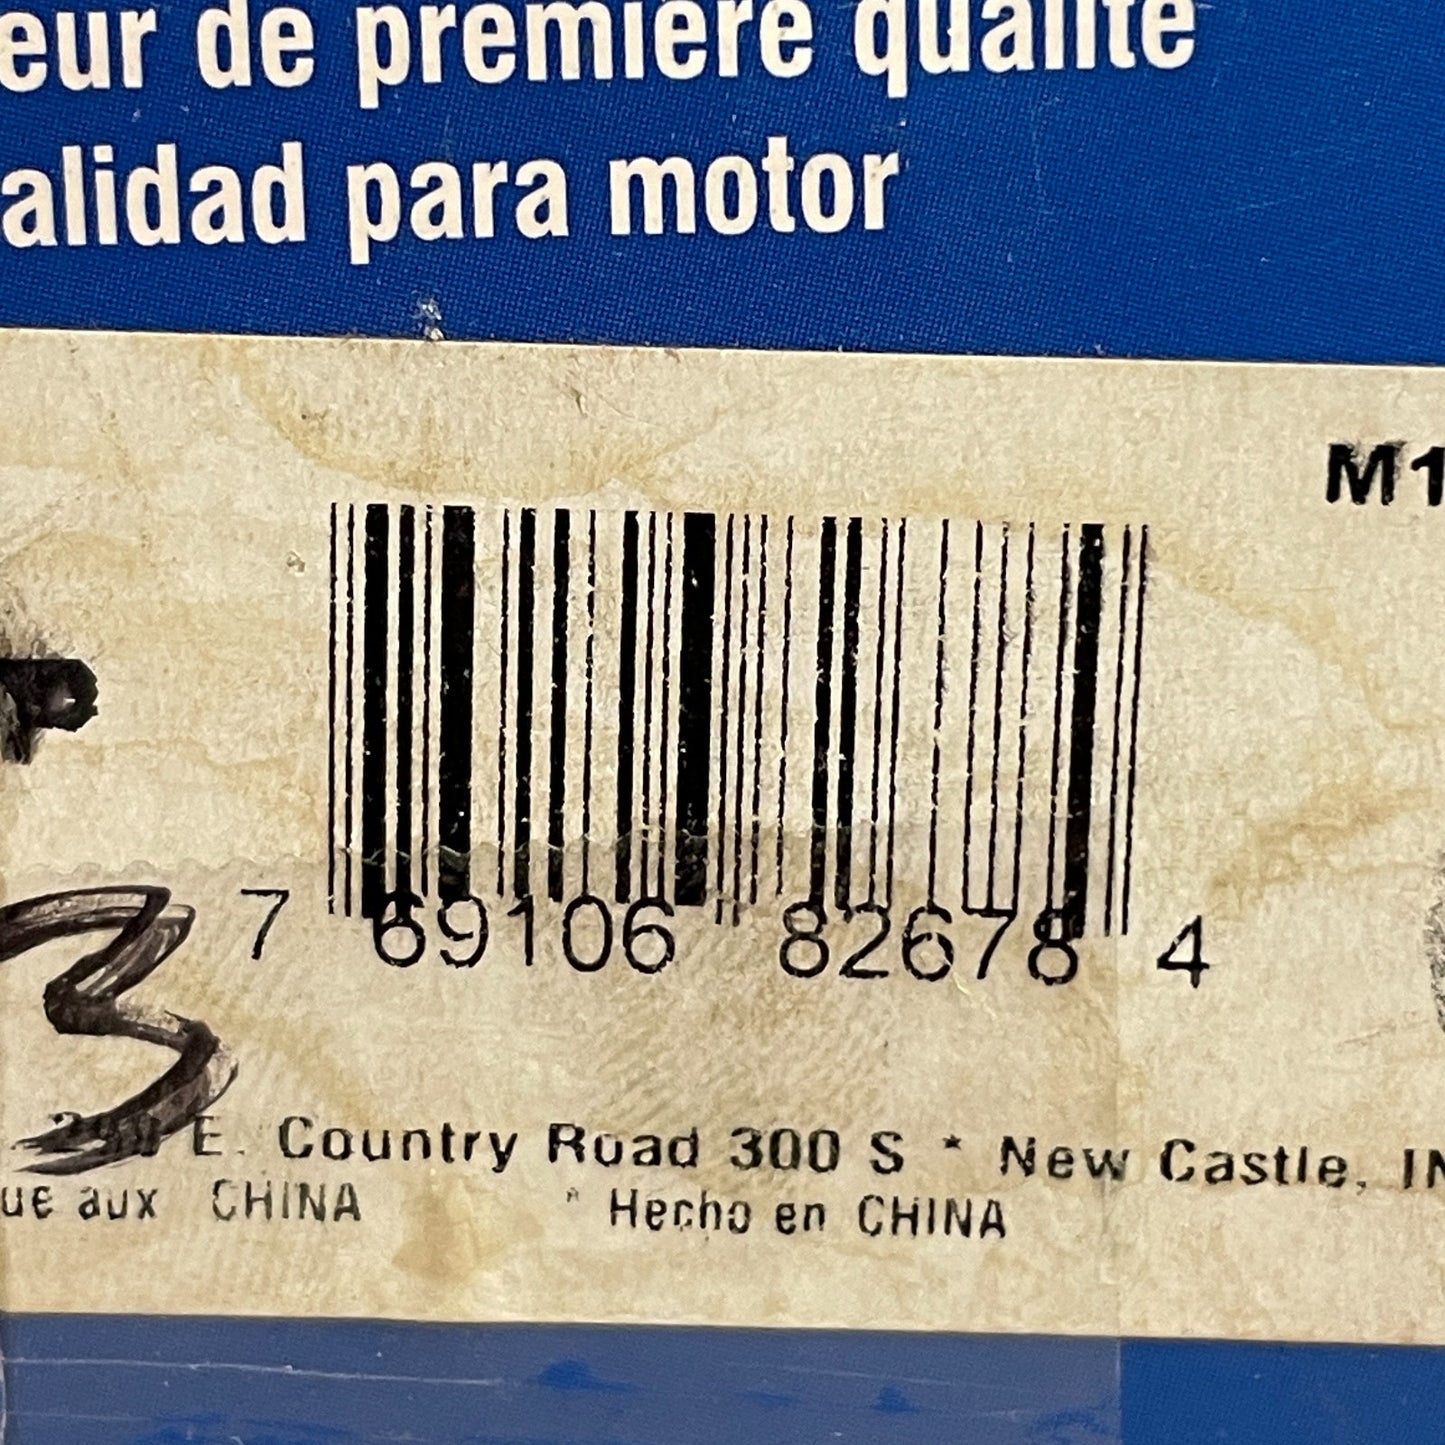 eur de première qualité
alidad para motor
M1
7 69106 82678 4
3
E. Country Road 300 S * New Castle, IN
ue aux CHINA * Hecho en CHINA